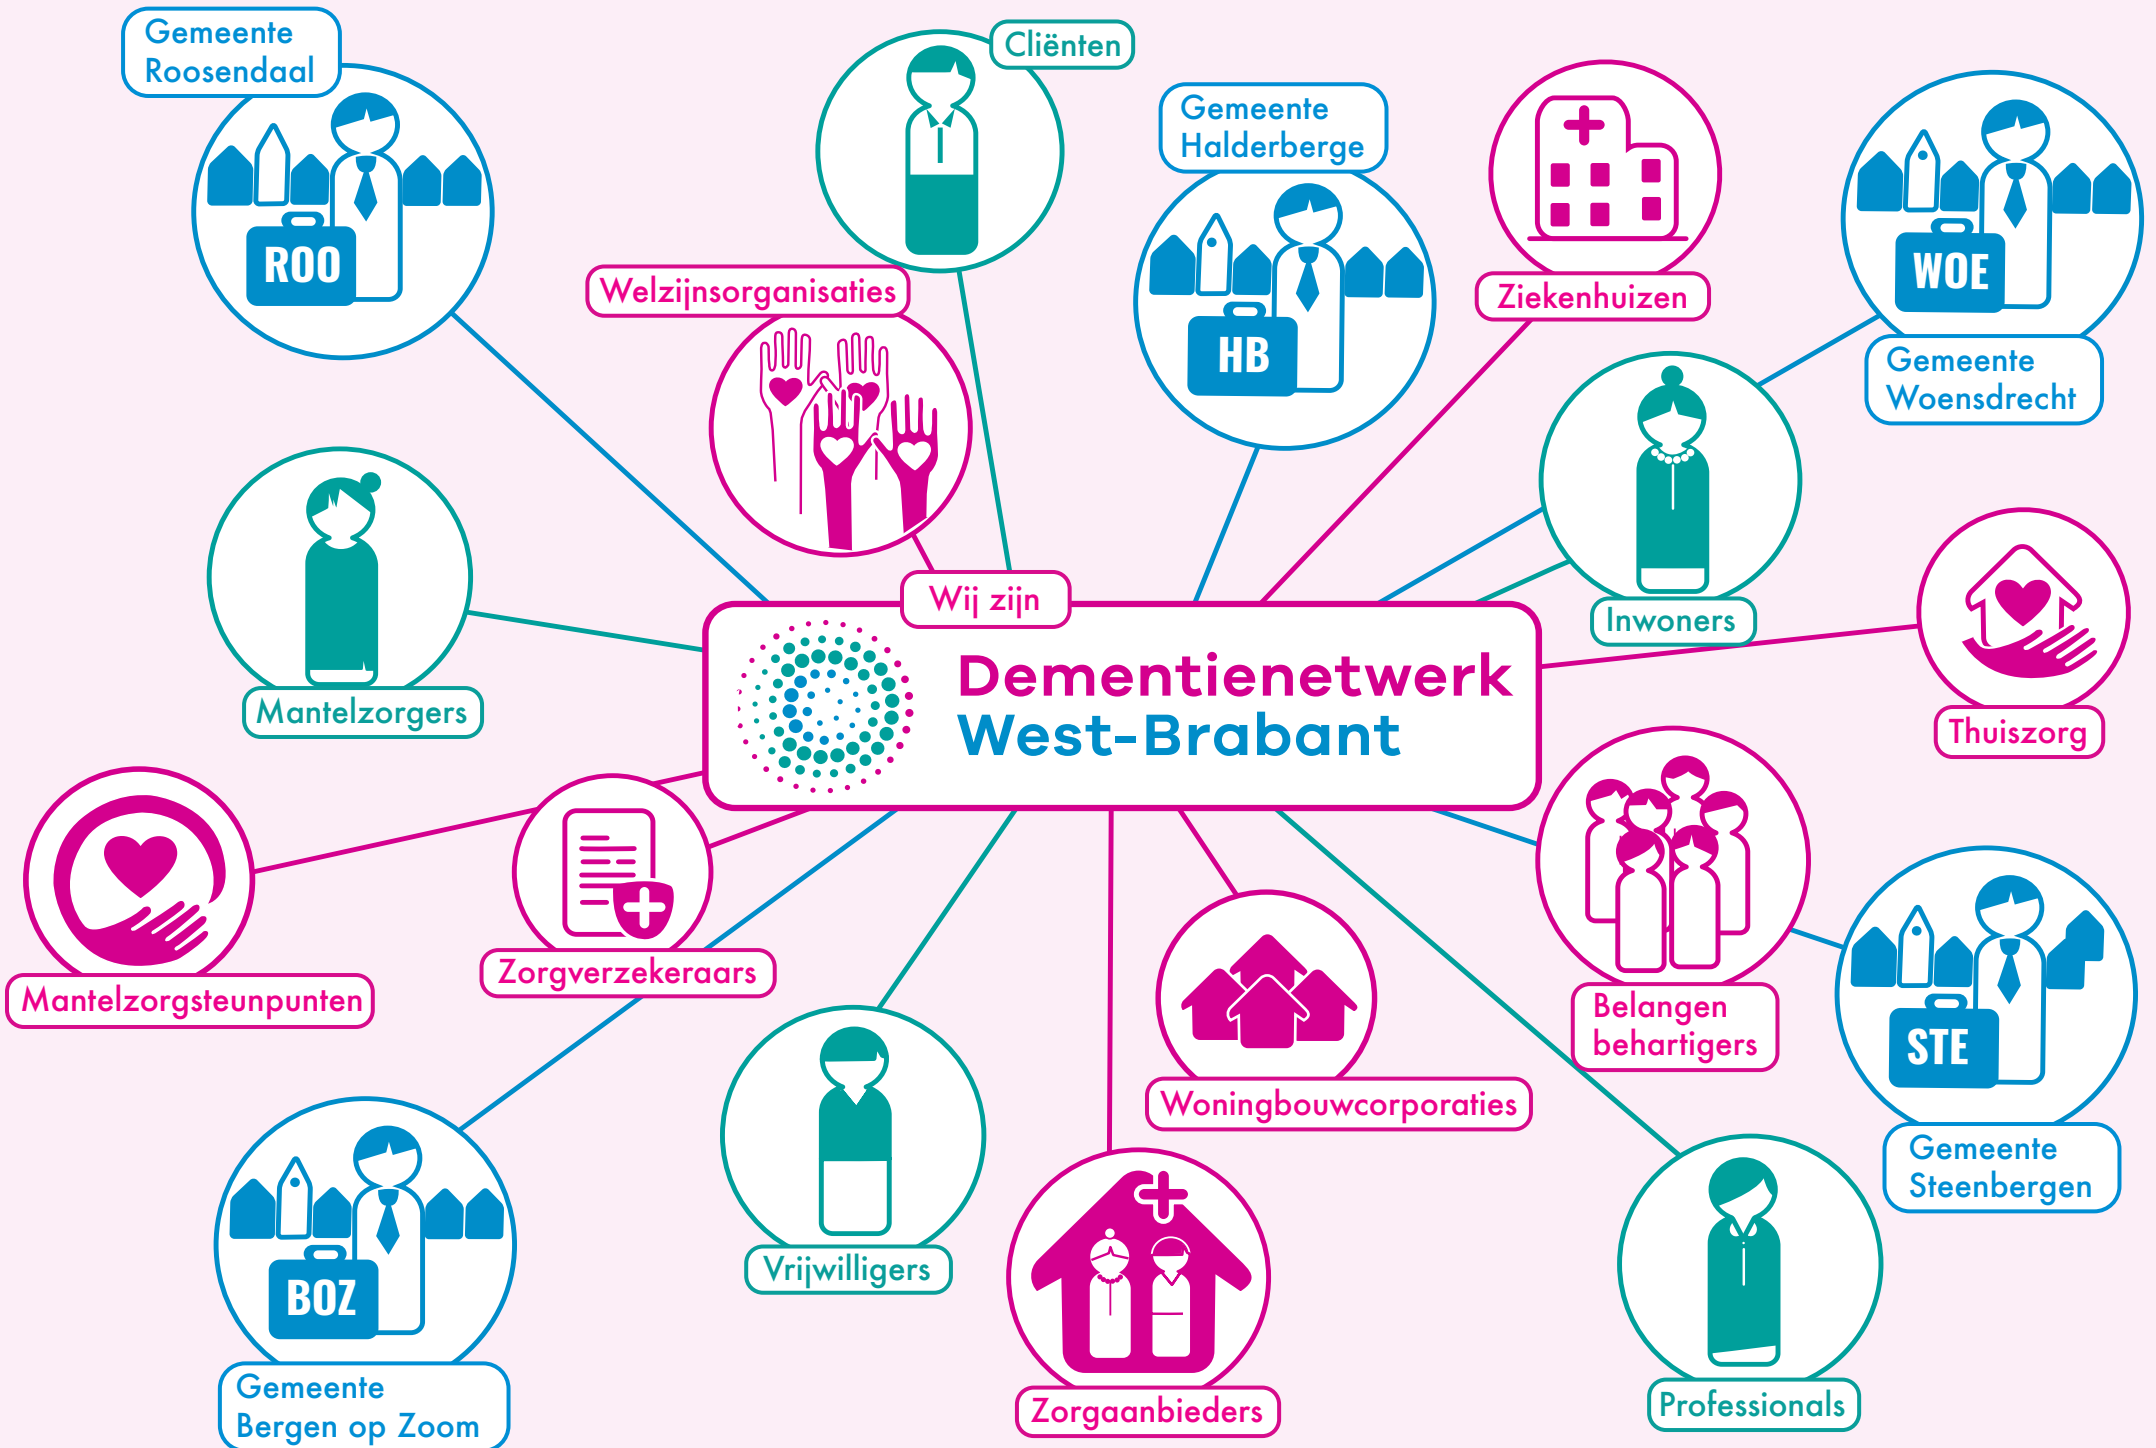 Gemeente
Roosendaal
ROO
Cliënten
Gemeente
Halderberge
HB
Ziekenhuizen
WOE
Gemeente
Woensdrecht
Welzijnsorganisaties
Mantelzorgers
Wij zijn
Dementienetwerk
West-Brabant
Inwoners
Thuiszorg
Mantelzorgsteunpunten
Zorgverzekeraars
Woningbouwcorporaties
Belangen
behartigers
STE
Gemeente
Steenbergen
BOZ
Gemeente
Bergen op Zoom
Vrijwilligers
Zorgaanbieders
Professionals